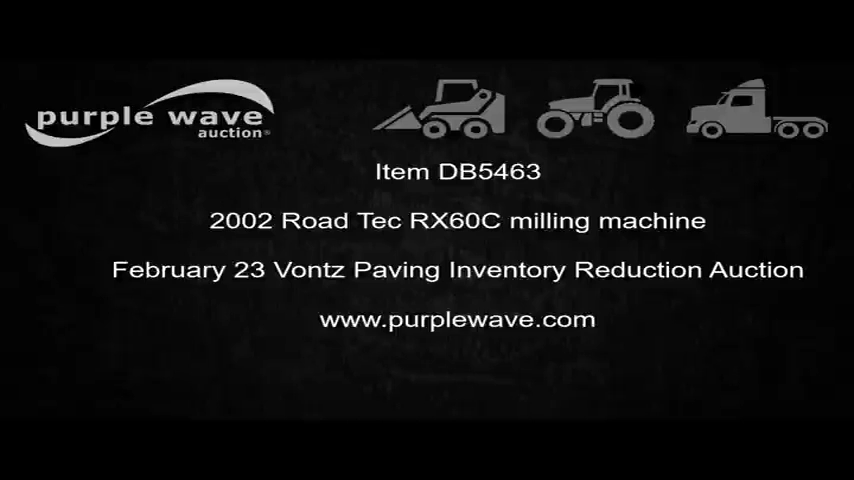 purple wave
auction®
Item DB5463
2002 Road Tec RX60C milling machine
February 23 Vontz Paving Inventory Reduction Auction
www.purplewave.com